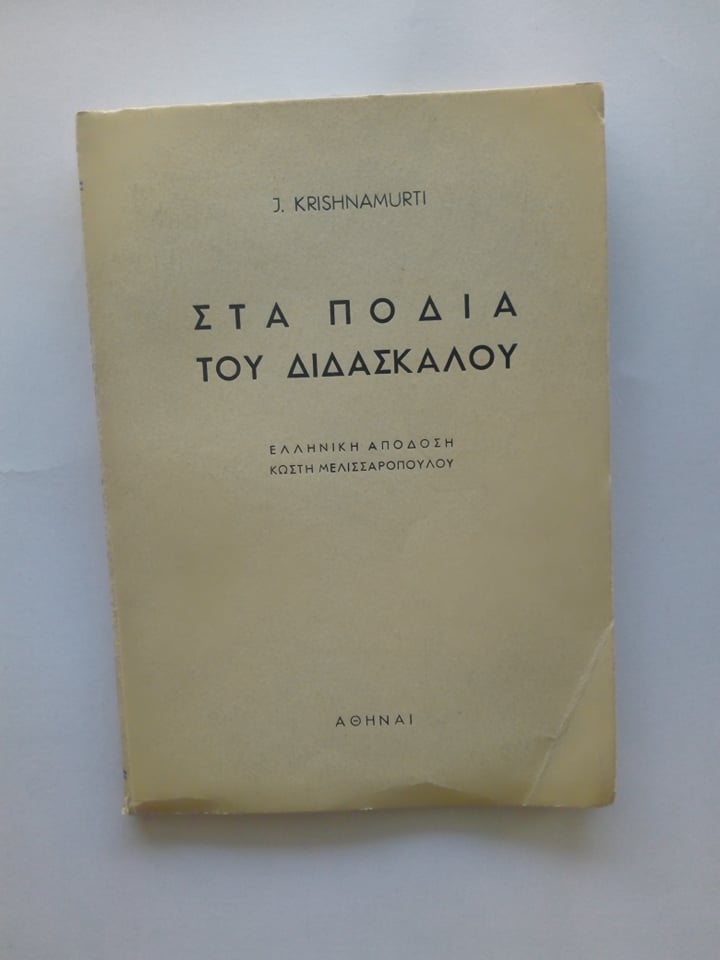 J. KRISHNAMURTI
ΣΤΑ ΠΟΔΙΑ
ΤΟΥ ΔΙΔΑΣΚΑΛΟΥ
ΕΛΛΗΝΙΚΗ ΑΠΟΔΟΣΗ
ΚΩΣΤΗ ΜΕΛΙΣΣΑΡΟΠΟΥΛΟΥ
ΑΘΗΝΑΙ